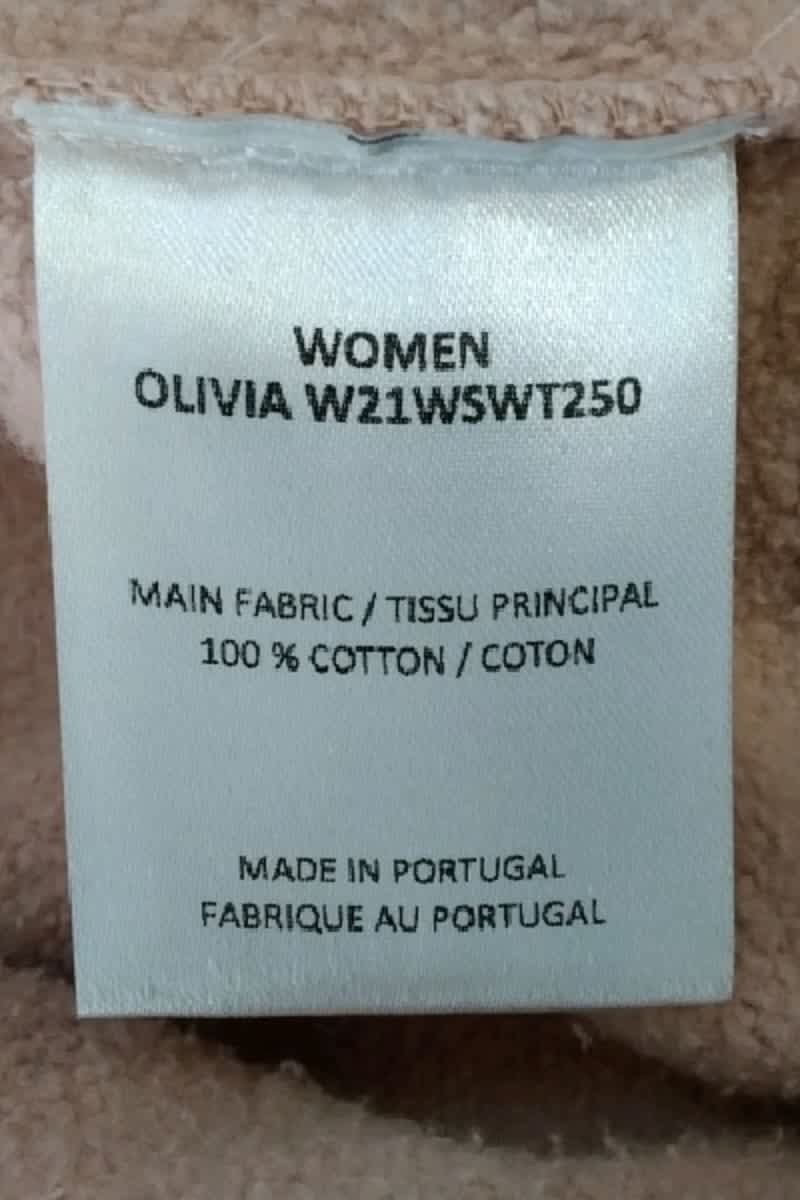 WOMEN
OLIVIA W21WSWT250
MAIN FABRIC / TISSU PRINCIPAL
100 % COTTON / COTON
MADE IN PORTUGAL
FABRIQUE AU PORTUGAL